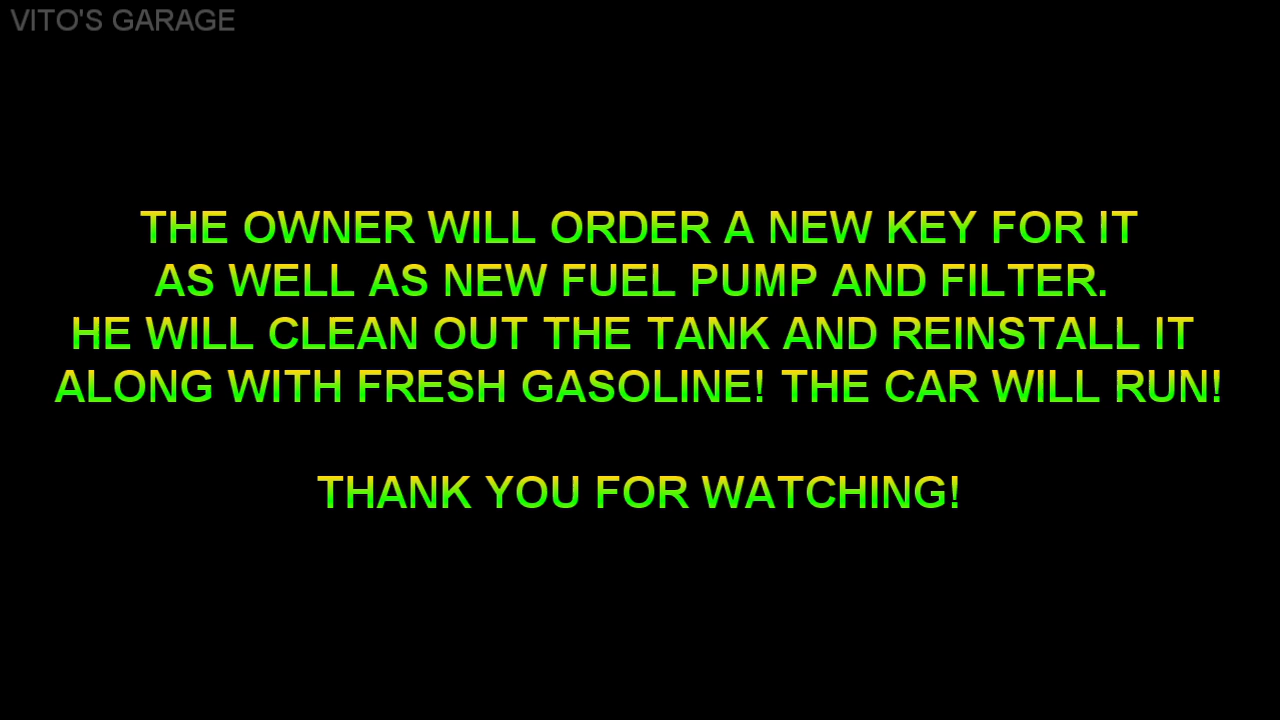 VITO'S GARAGE
THE OWNER WILL ORDER A NEW KEY FOR IT
AS WELL AS NEW FUEL PUMP AND FILTER.
HE WILL CLEAN OUT THE TANK AND REINSTALL IT
ALONG WITH FRESH GASOLINE! THE CAR WILL RUN!
THANK YOU FOR WATCHING!